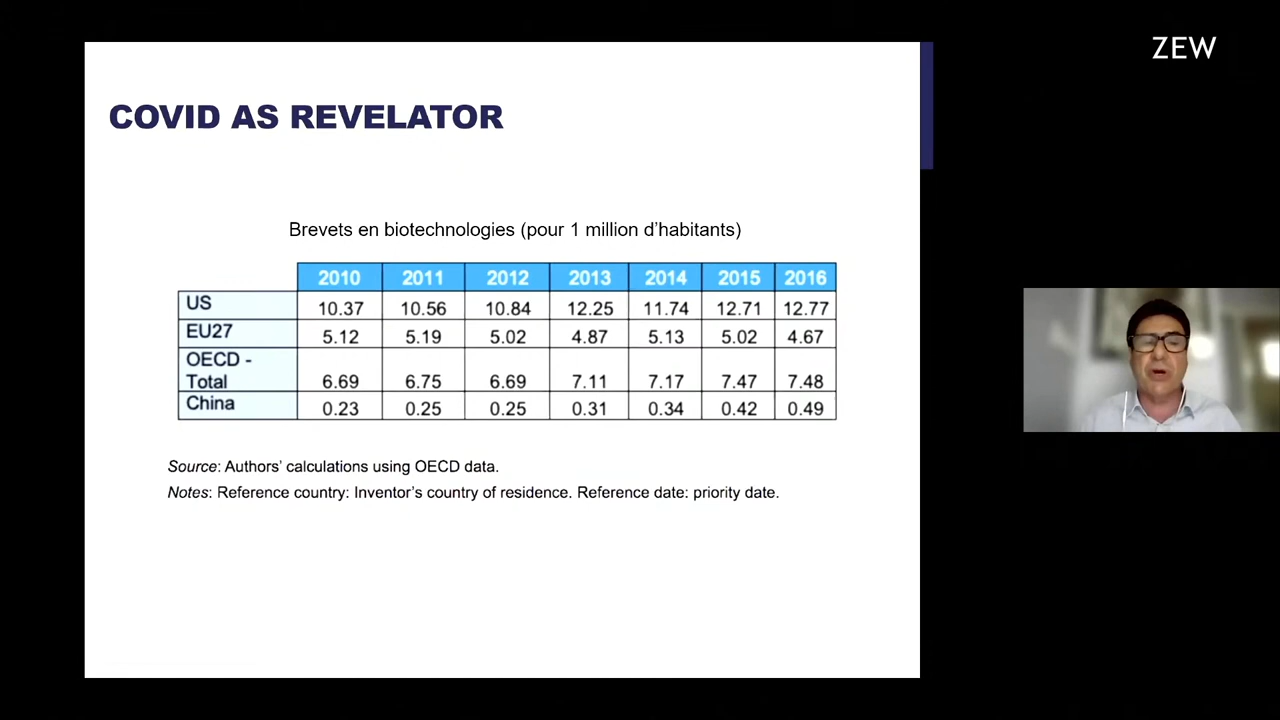 ZEW
COVID AS REVELATOR
Brevets en biotechnologies (pour 1 million d'habitants)
2010 2011 2012 2013 2014 2015 2016
US 10.37 10.56 10.84 12.25 11.74 12.71 12.77
EU27 5.12 5.19 5.02 4.87 5.13 5.02 4.67
OECD -
Total 6.69 6.75 6.69 7.11 7.17 7.47 7.48
China 0.23 0.25 0.25 0.31 0.34 0.42 0.49
Source: Authors' calculations using OECD data.
Notes: Reference country: Inventor's country of residence. Reference date: priority date.